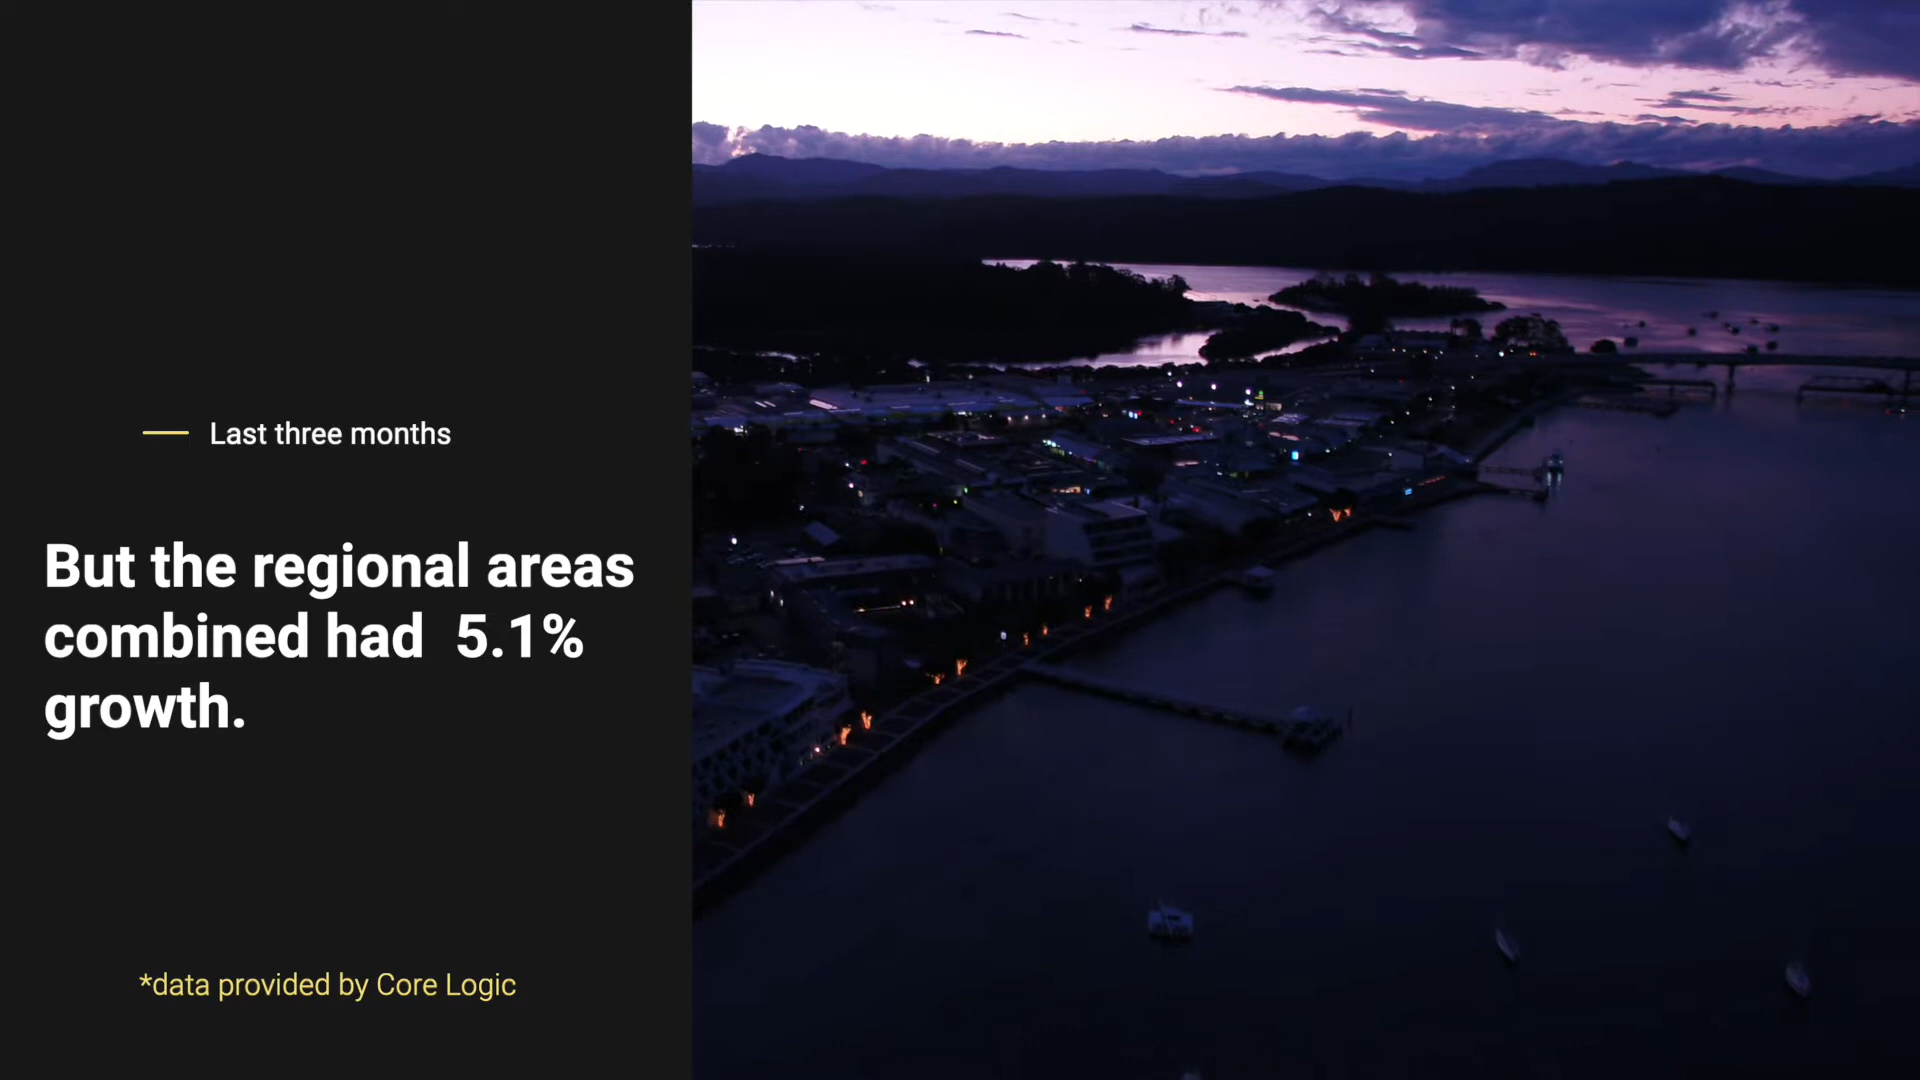 Last three months
But the regional areas
combined had  5.1%
growth.
*data provided by Core Logic